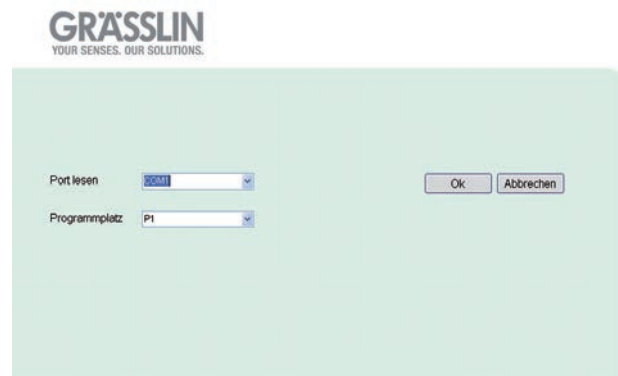 GRÄSSLIN
YOUR SENSES. OUR SOLUTIONS.
Port lesen COM1 Ok Abbrechen
Programmplatz P1